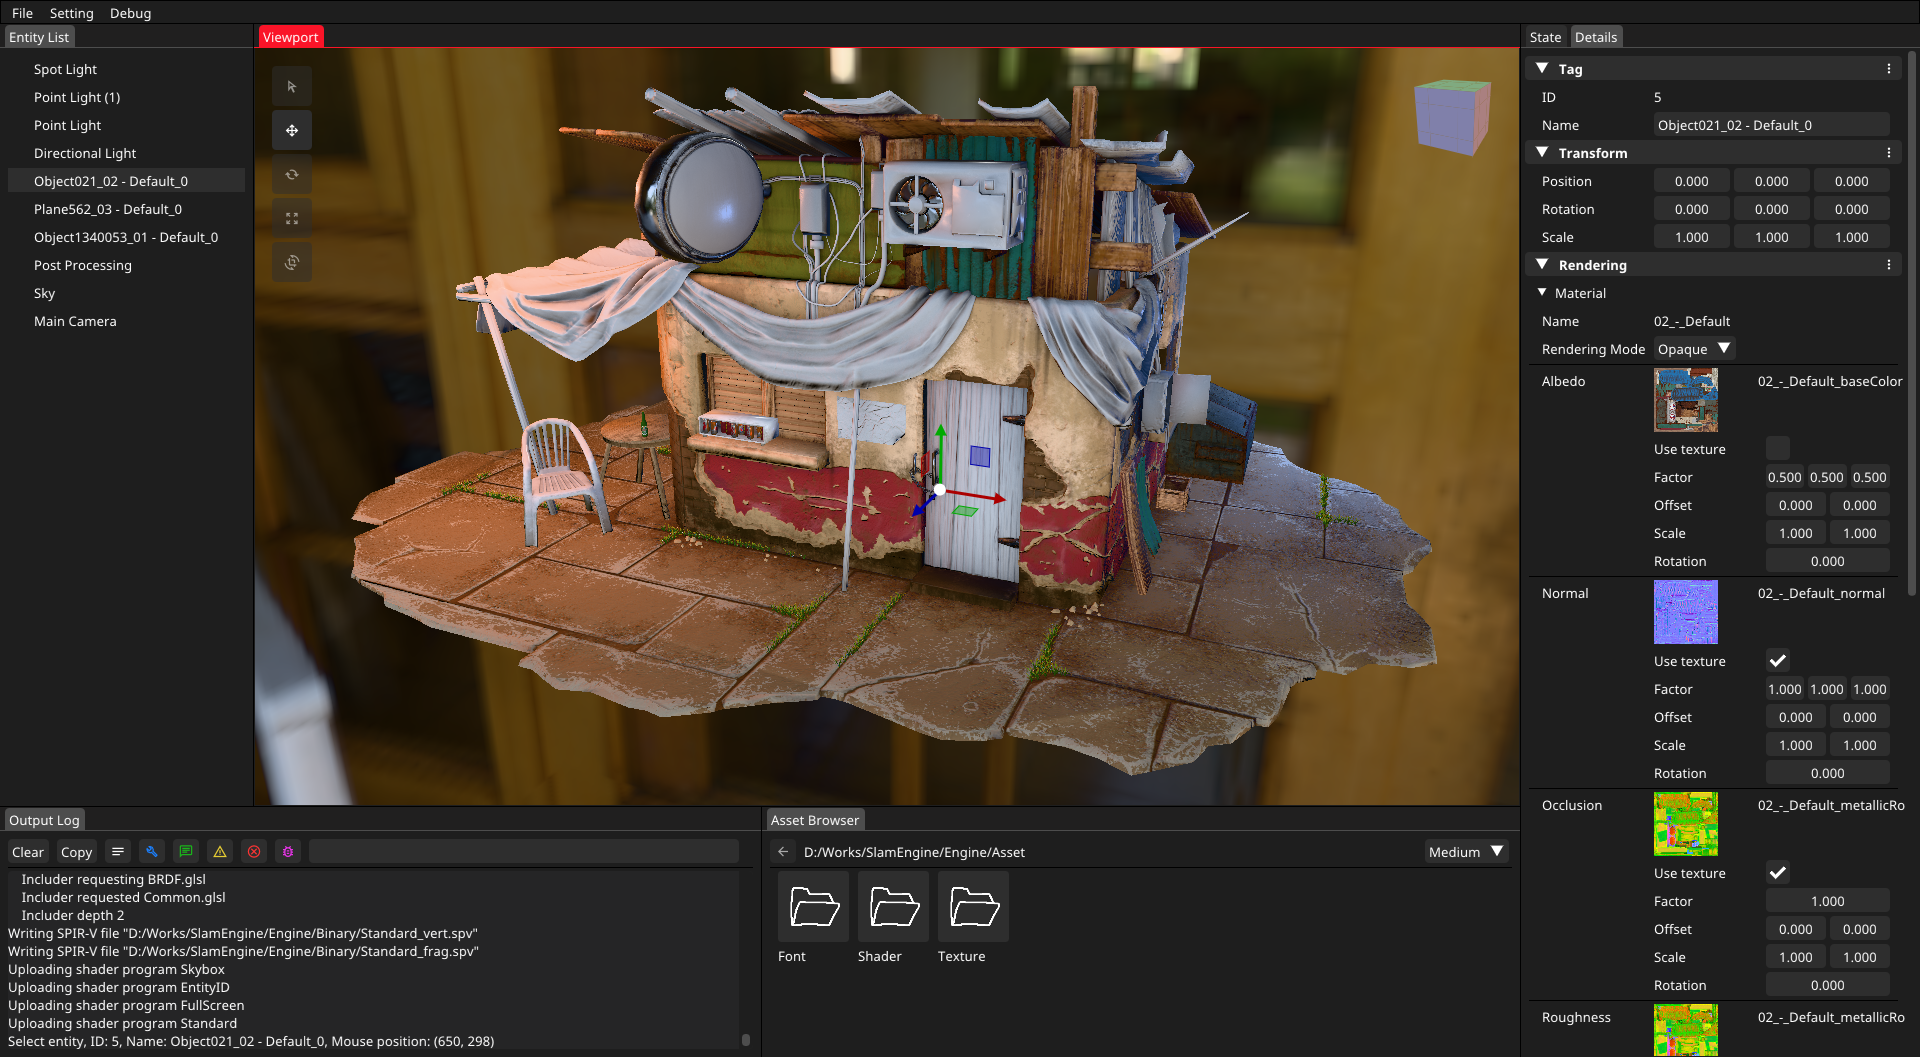 File Setting Debug
Entity List
Spot Light
Point Light (1)
Point Light
Directional Light
Object021_02 - Default_0
Plane562_03 - Default_0
Object1340053_01 - Default_0
Post Processing
Sky
Main Camera
Viewport
State Details
Tag
ID 5
Name Object021_02 - Default_0
Transform
Position 0.000 0.000 0.000
Rotation 0.000 0.000 0.000
Scale 1.000 1.000 1.000
Rendering
Material
Name 02_-_Default
Rendering Mode Opaque
Albedo 02_-_Default_baseColor
Use texture
Factor 0.500 0.500 0.500
Offset 0.000 0.000
Scale 1.000 1.000
Rotation 0.000
Normal 02_-_Default_normal
Use texture
Factor 1.000 1.000 1.000
Offset 0.000 0.000
Scale 1.000 1.000
Rotation 0.000
Occlusion 02_-_Default_metallicRo
Use texture
Factor 1.000
Offset 0.000 0.000
Scale 1.000 1.000
Rotation 0.000
Roughness 02_-_Default_metallicRo
Output Log
Clear Copy
Includer requesting BRDF.glsl
Includer requested Common.glsl
Includer depth 2
Writing SPIR-V file "D:/Works/SlamEngine/Engine/Binary/Standard_vert.spv"
Writing SPIR-V file "D:/Works/SlamEngine/Engine/Binary/Standard_frag.spv"
Uploading shader program Skybox
Uploading shader program EntityID
Uploading shader program FullScreen
Uploading shader program Standard
Select entity, ID: 5, Name: Object021_02 - Default_0, Mouse position: (650, 298)
Asset Browser
D:/Works/SlamEngine/Engine/Asset Medium
Font Shader Texture